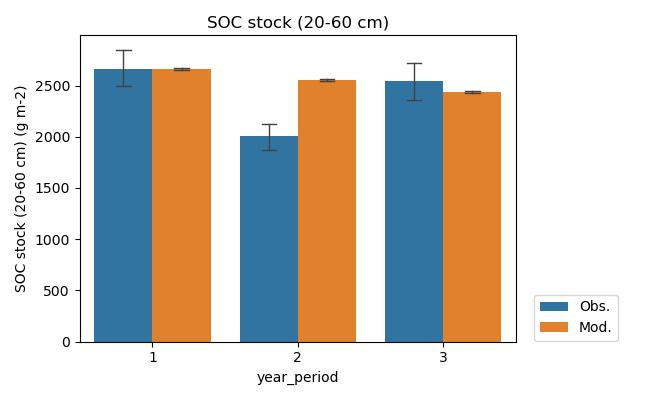 SOC stock (20-60 cm)
SOC stock (20-60 cm) (g m-2)
2500
2000
1500
1000
500
0
1 2 3
year_period
Obs.
Mod.